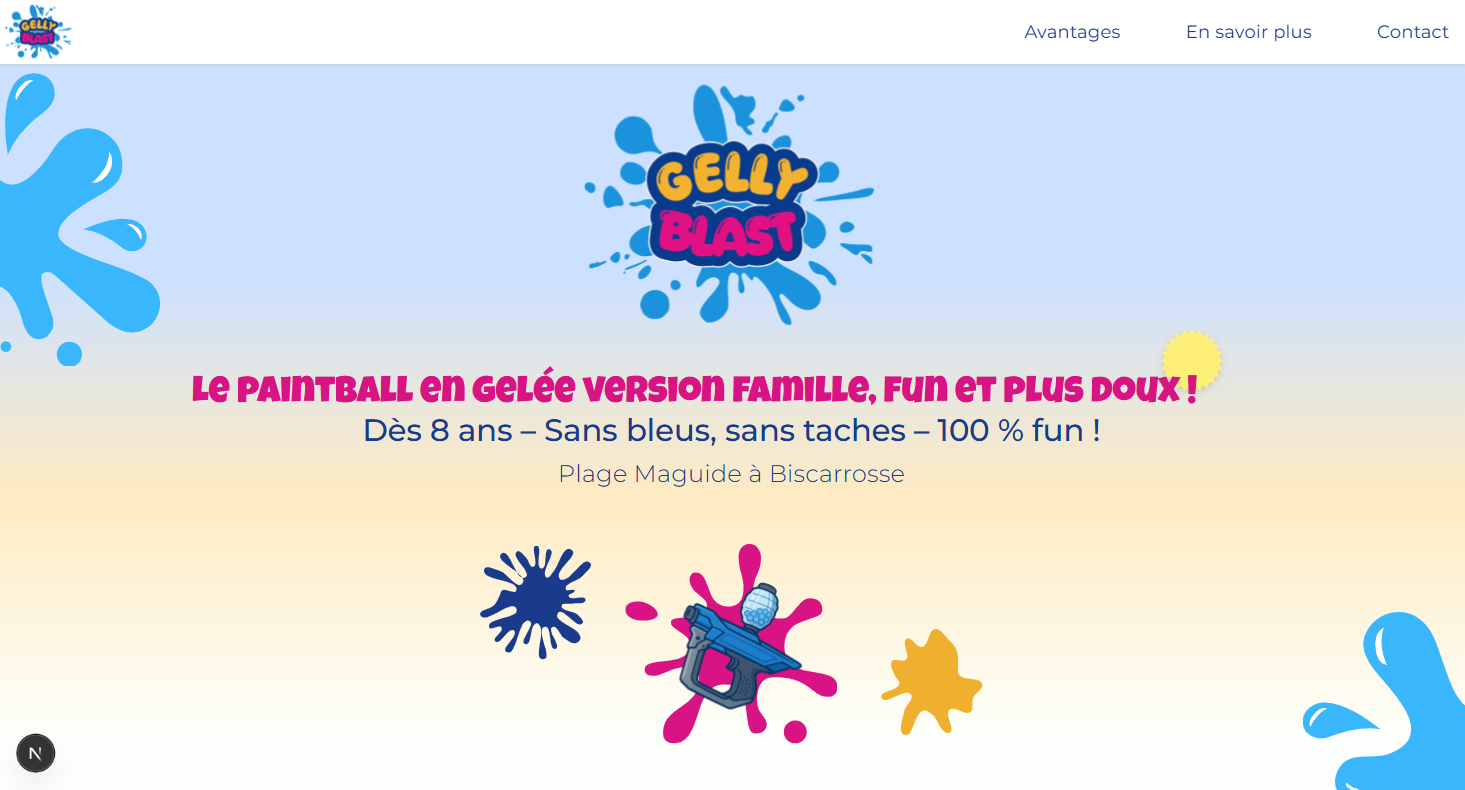 GELLY
BLAST
Avantages
En savoir plus
Contact
GELLY
BLAST
Le paintball en gelée version famille, fun et plus doux !
Dès 8 ans – Sans bleus, sans taches – 100 % fun !
Plage Maguide à Biscarrosse
N